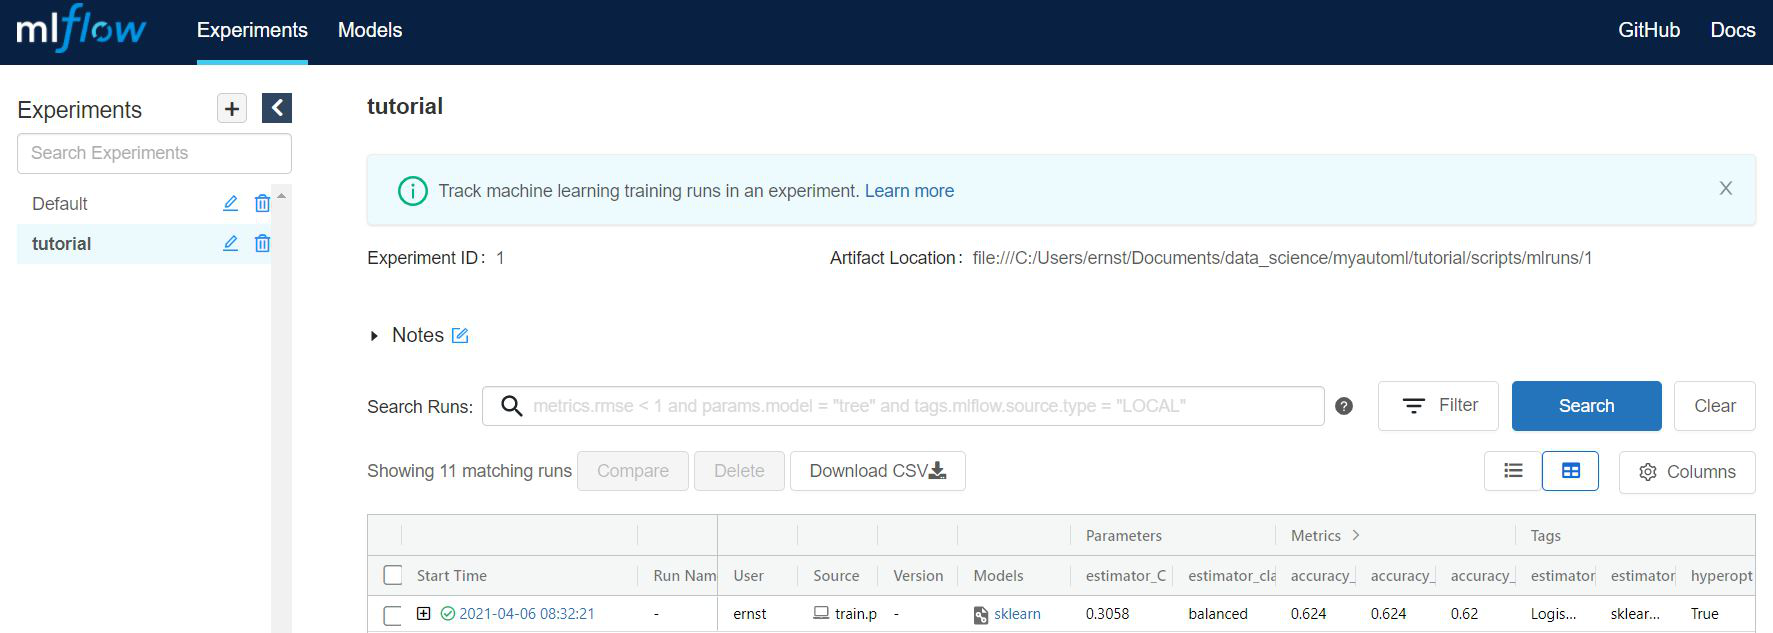 mlflow Experiments Models GitHub Docs
Experiments
Search Experiments
Default
tutorial
tutorial
Track machine learning training runs in an experiment. Learn more
Experiment ID: 1 Artifact Location: file:///C:/Users/ernst/Documents/data_science/myautoml/tutorial/scripts/mlruns/1
Notes
Search Runs: metrics.rmse < 1 and params.model = "tree" and tags.mlflow.source.type = "LOCAL" ? Filter Search Clear
Showing 11 matching runs Compare Delete Download CSV Columns
Parameters Metrics > Tags
Start Time Run Nam User Source Version Models estimator_C estimator_cla accuracy_ accuracy_ accuracy_ estimator estimator hyperopt
2021-04-06 08:32:21 - ernst train.p - sklearn 0.3058 balanced 0.624 0.624 0.62 Logis... sklear... True